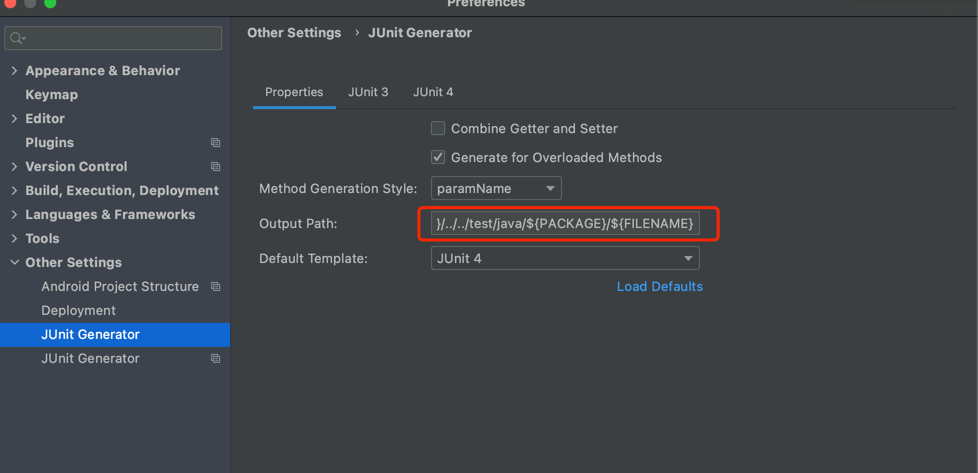 Preferences
Other Settings › JUnit Generator
Appearance & Behavior
Keymap
Editor
Plugins
Version Control
Build, Execution, Deployment
Languages & Frameworks
Tools
Other Settings
Android Project Structure
Deployment
JUnit Generator
JUnit Generator
Properties JUnit 3 JUnit 4
Combine Getter and Setter
Generate for Overloaded Methods
Method Generation Style: paramName
Output Path: }/../../test/java/${PACKAGE}/${FILENAME}
Default Template: JUnit 4
Load Defaults